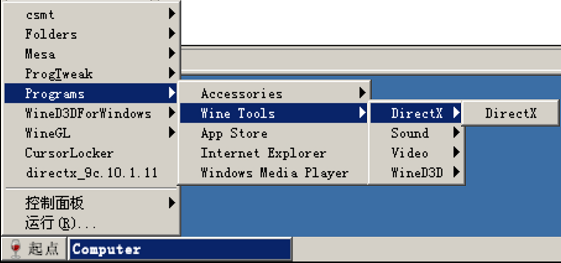 csmt
Folders
Mesa
ProgTweak
Programs
WineD3DForWindows
WineGL
CursorLocker
directx_9c.10.1.11
控制面板
运行(R)...
起点
Computer
Accessories
Wine Tools
App Store
Internet Explorer
Windows Media Player
DirectX
Sound
Video
WineD3D
DirectX